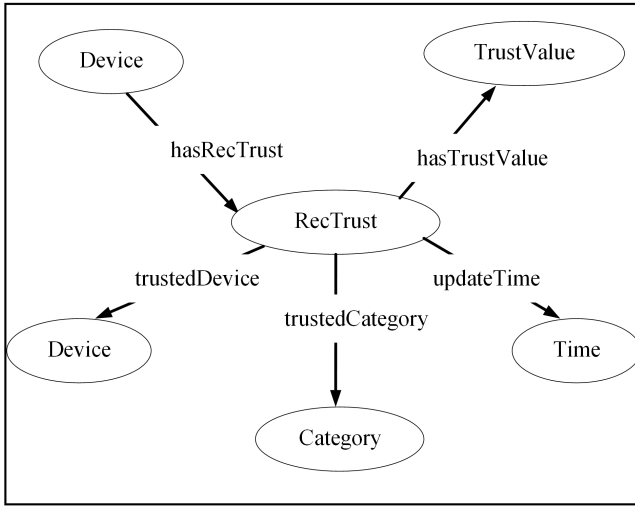 Device
TrustValue
hasRecTrust
hasTrustValue
RecTrust
trustedDevice
updateTime
trustedCategory
Device
Time
Category